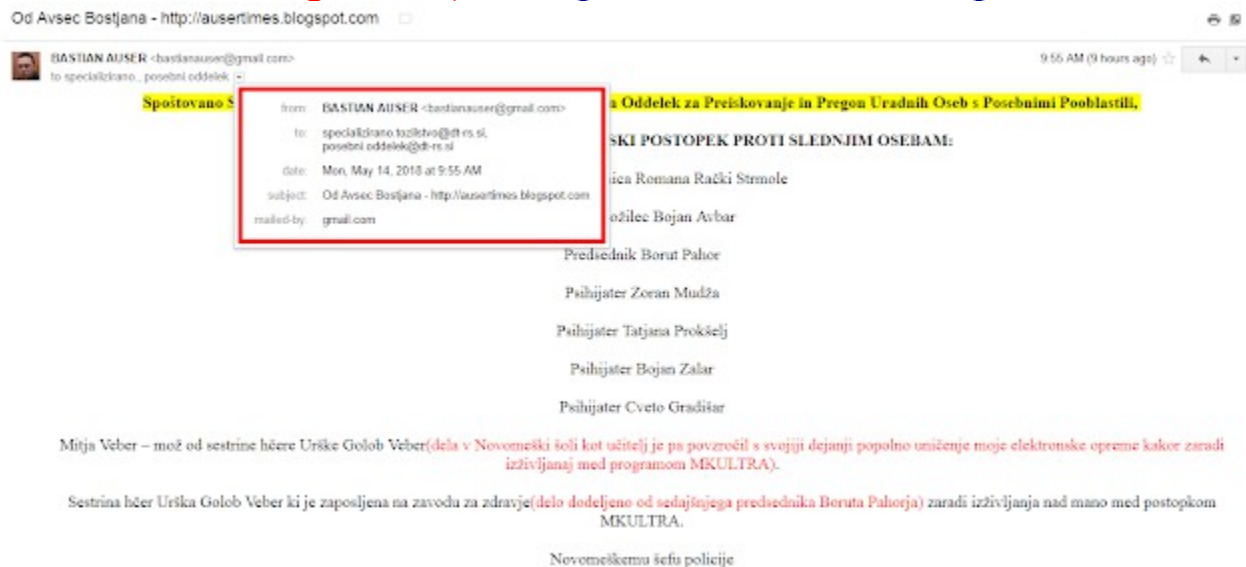 Od Avsec Bostjana - http://ausertimes.blogspot.com
BASTIAN AUSER <bastianauser@gmail.com>
9:55 AM (9 hours ago)
to specializirano., posebni oddelek
Spoštovano S
n Oddelek za Preiskovanje in Pregon Uradnih Oseb s Posebnimi Pooblastili,
from: BASTIAN AUSER <bastianauser@gmail.com>
to: specializirano.tozilstvo@dt-rs.si,
posebni.oddelek@dt-rs.si
date: Mon, May 14, 2018 at 9:55 AM
subject: Od Avsec Bostjana - http://ausertimes.blogspot.com
mailed-by: gmail.com
SKI POSTOPEK PROTI SLEDNJIM OSEBAM:
nica Romana Rački Strmole
ožilec Bojan Avbar
Predsednik Borut Pahor
Psihijater Zoran Mudža
Psihijater Tatjana Prokšelj
Psihijater Bojan Zalar
Psihijater Cveto Gradišar
Mitja Veber – mož od sestrine hčere Urške Golob Veber(dela v Novomeški šoli kot učitelj je pa povzročil s svojiji dejanji popolno uničenje moje elektronske opreme kakor zaradi
izživljanaj med programom MKULTRA).
Sestrina hčer Urška Golob Veber ki je zaposljena na zavodu za zdravje(delo dodeljeno od sedajšnjega predsednika Boruta Pahorja) zaradi izživljanja nad mano med postopkom
MKULTRA.
Novomeškemu šefu policije